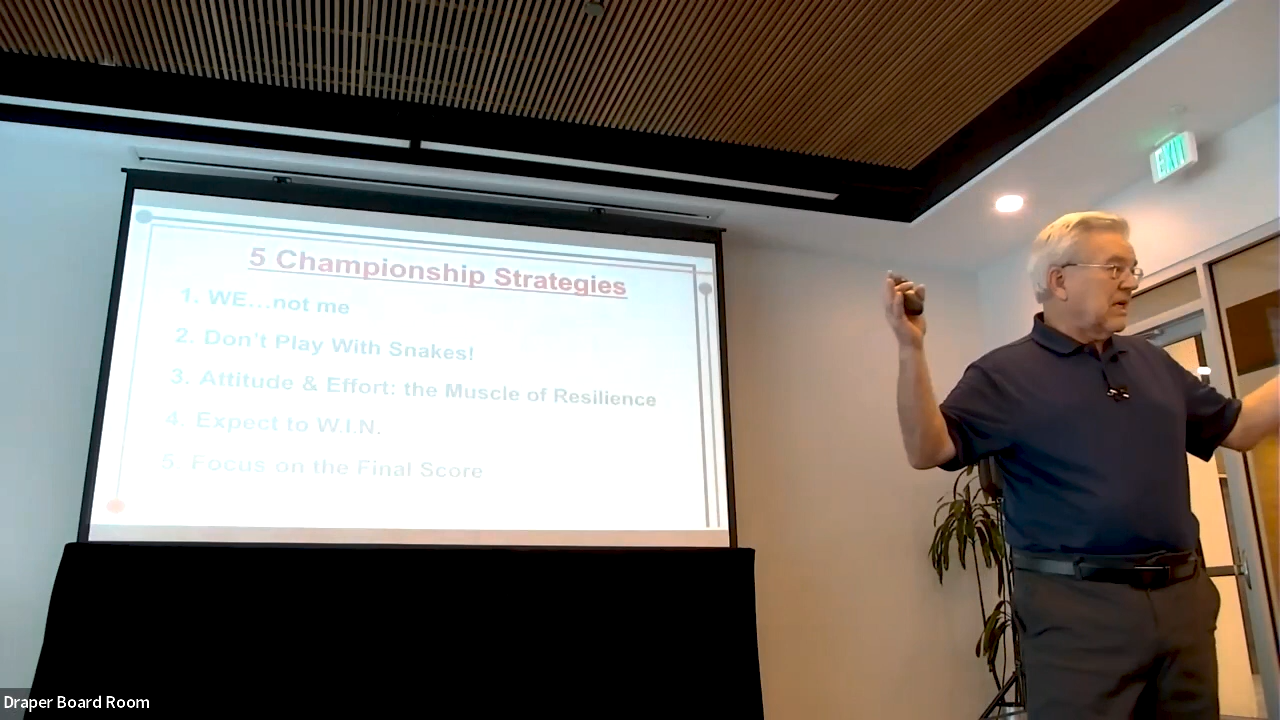 5 Championship Strategies
1. WE...not me
2. Don't Play With Snakes!
3. Attitude & Effort: the Muscle of Resilience
4. Expect to W.I.N.
5. Focus on the Final Score
EXIT
Draper Board Room